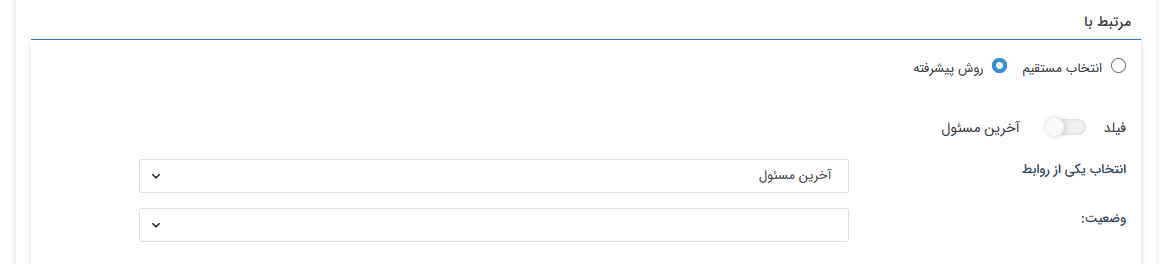 مرتبط با
انتخاب مستقیم روش پیشرفته
فیلد آخرین مسئول
انتخاب یکی از روابط آخرین مسئول
وضعیت: